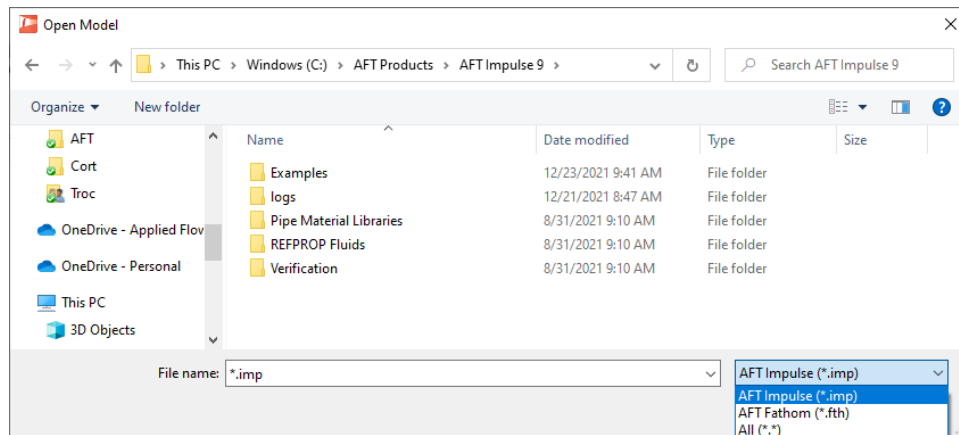 Open Model
This PC > Windows (C:) > AFT Products > AFT Impulse 9 >
Search AFT Impulse 9
Organize
New folder
Name
Date modified
Type
Size
AFT
Cort
Troc
OneDrive - Applied Flov
OneDrive - Personal
This PC
3D Objects
Examples 12/23/2021 9:41 AM File folder
logs 12/21/2021 8:47 AM File folder
Pipe Material Libraries 8/31/2021 9:10 AM File folder
REFPROP Fluids 8/31/2021 9:10 AM File folder
Verification 8/31/2021 9:10 AM File folder
File name: *.imp
AFT Impulse (*.imp)
AFT Impulse (*.imp)
AFT Fathom (*.fth)
All (*.*)